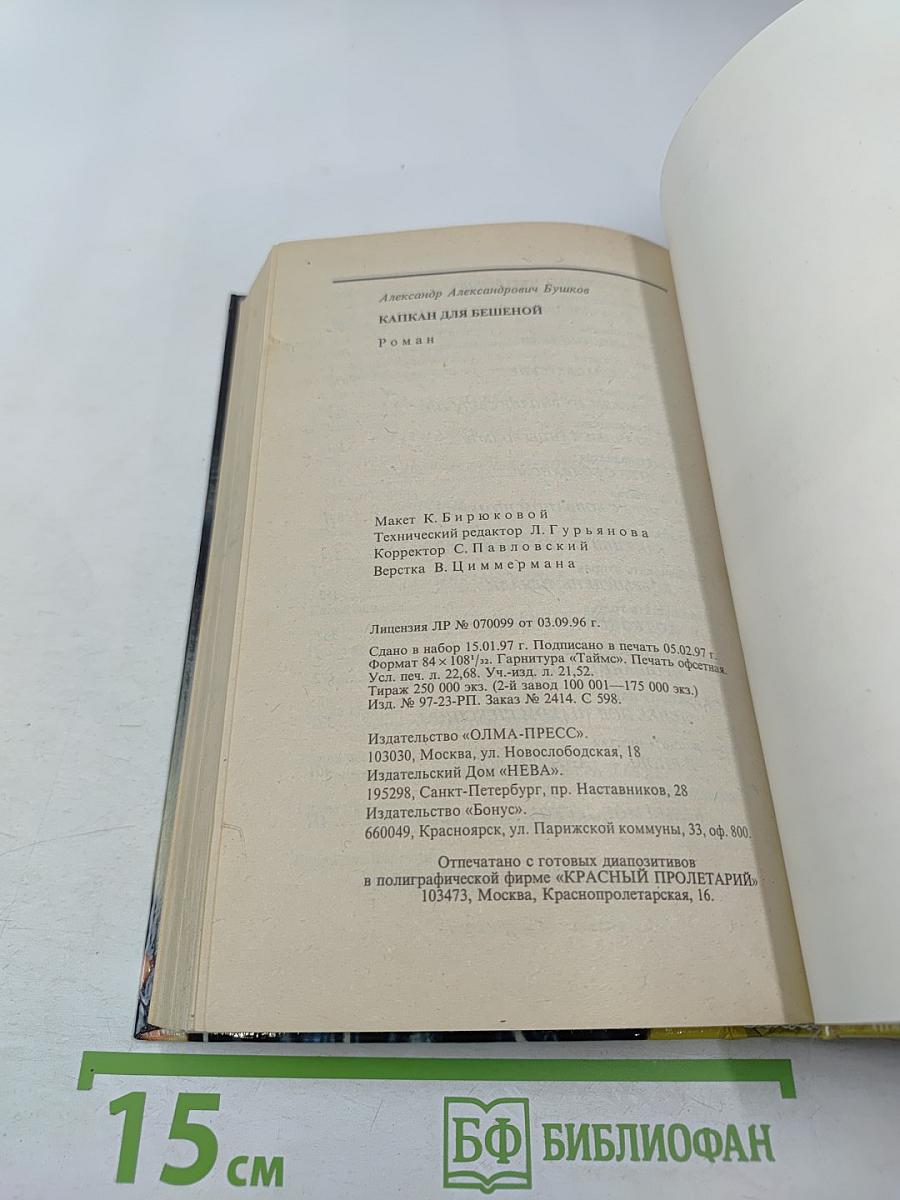 Александр Александрович Бушков
КАПКАН ДЛЯ БЕШЕНОЙ
Роман
Макет К. Бирюковой
Технический редактор Л. Гурьянова
Корректор С. Павловский
Верстка В. Циммермана
Лицензия ЛР № 070099 от 03.09.96 г.
Сдано в набор 15.01.97 г. Подписано в печать 05.02.97 г.
Формат 84×108¹/₃₂. Гарнитура «Таймс». Печать офсетная.
Усл. печ. л. 22,68. Уч.-изд. л. 21,52.
Тираж 250 000 экз. (2-й завод 100 001—175 000 экз.)
Изд. № 97-23-РП. Заказ № 2414. С 598.
Издательство «ОЛМА-ПРЕСС».
103030, Москва, ул. Новослободская, 18
Издательский Дом «НЕВА».
195298, Санкт-Петербург, пр. Наставников, 28
Издательство «Бонус».
660049, Красноярск, ул. Парижской коммуны, 33, оф. 800.
Отпечатано с готовых диапозитивов
в полиграфической фирме «КРАСНЫЙ ПРОЛЕТАРИЙ»
103473, Москва, Краснопролетарская, 16.
15 см
БФ БИБЛИОФАН